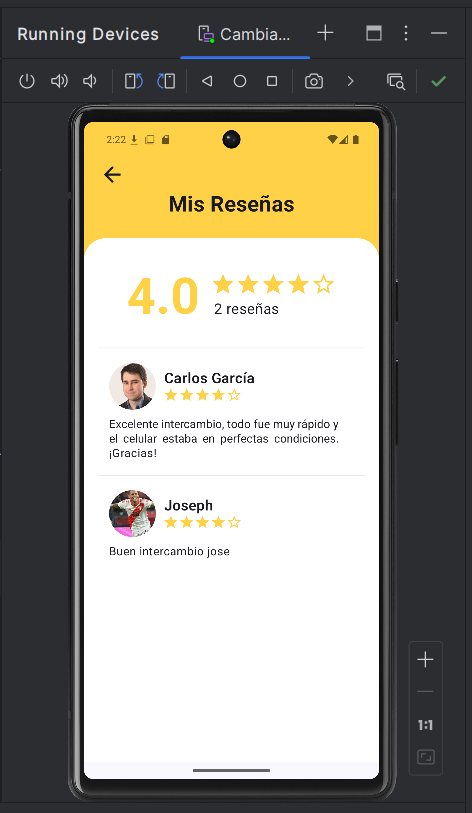 Running Devices
Cambia...
2:22
Mis Reseñas
4.0
2 reseñas
Carlos García
Excelente intercambio, todo fue muy rápido y
el celular estaba en perfectas condiciones.
¡Gracias!
Joseph
Buen intercambio jose
1:1